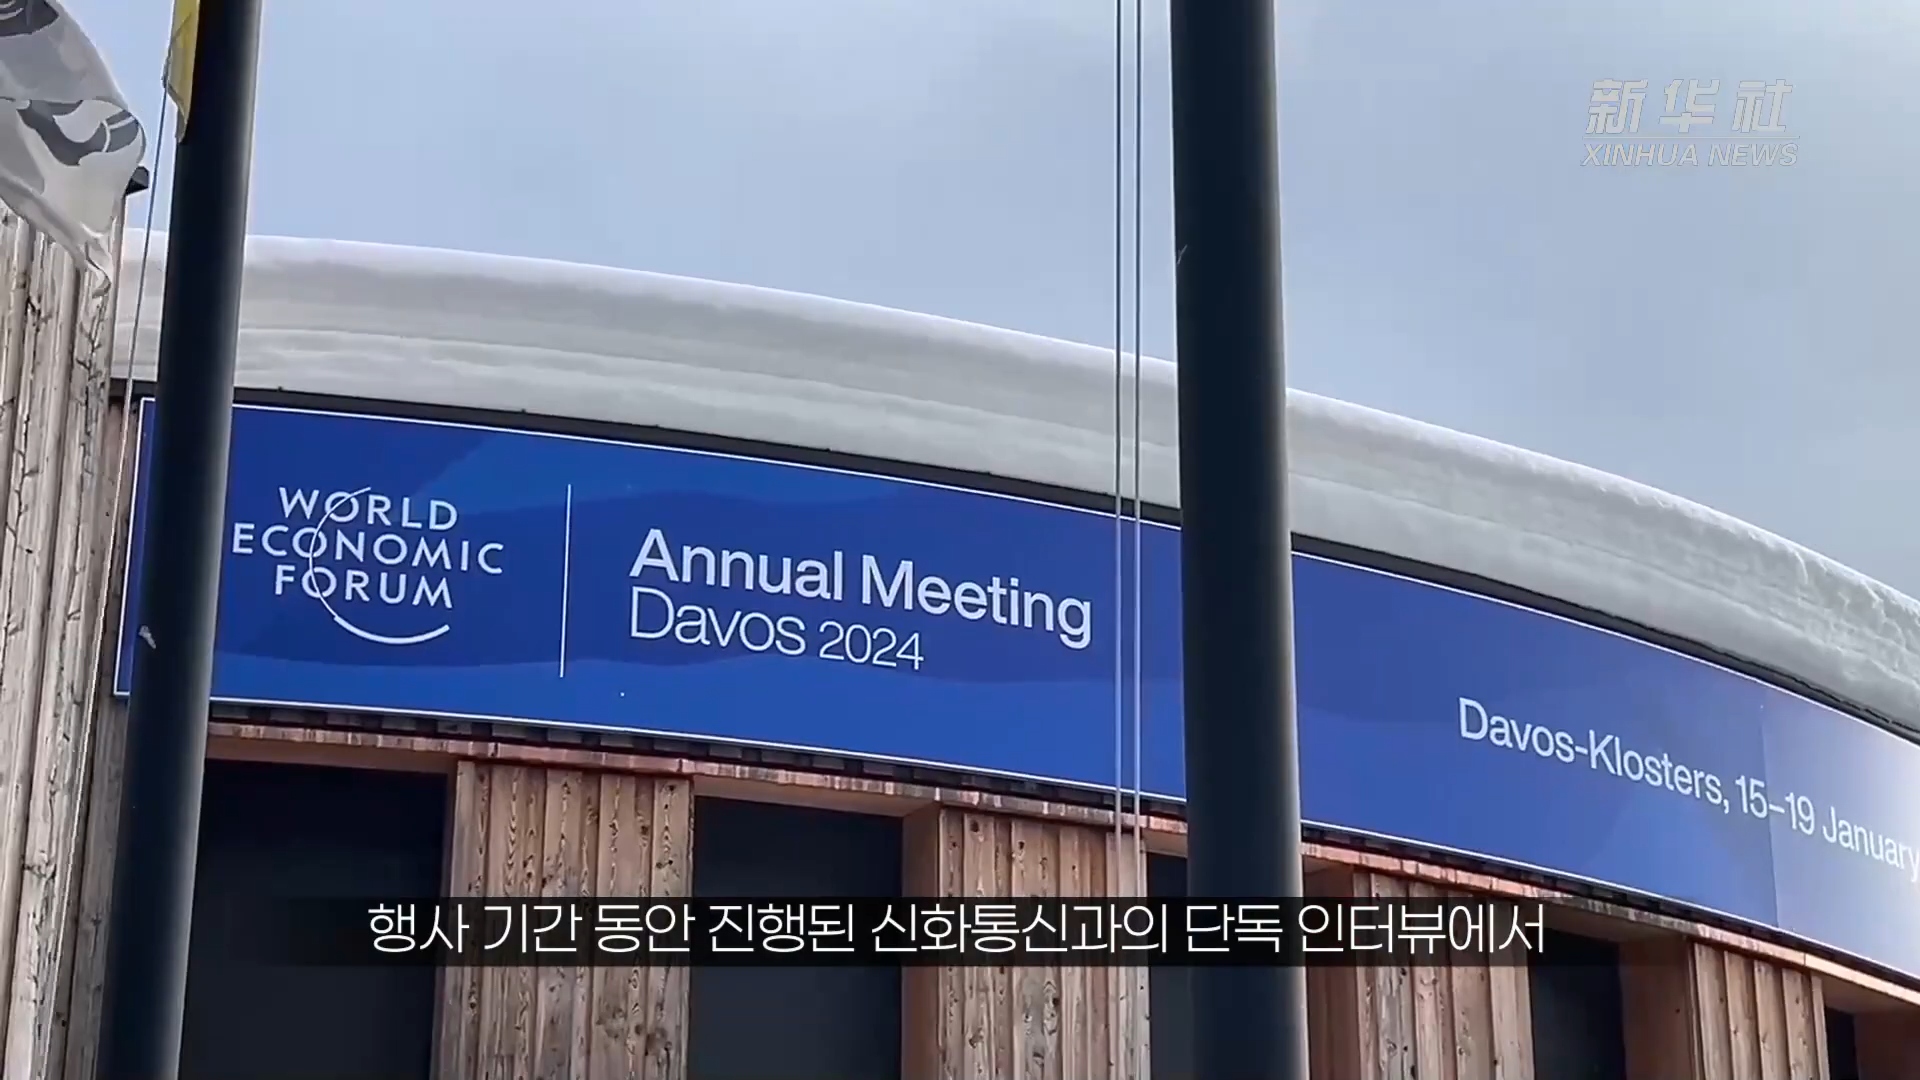 新华社
XINHUA NEWS
WORLD
ECONOMIC
FORUM
Annual Meeting
Davos 2024
Davos-Klosters, 15–19 January
행사 기간 동안 진행된 신화통신과의 단독 인터뷰에서